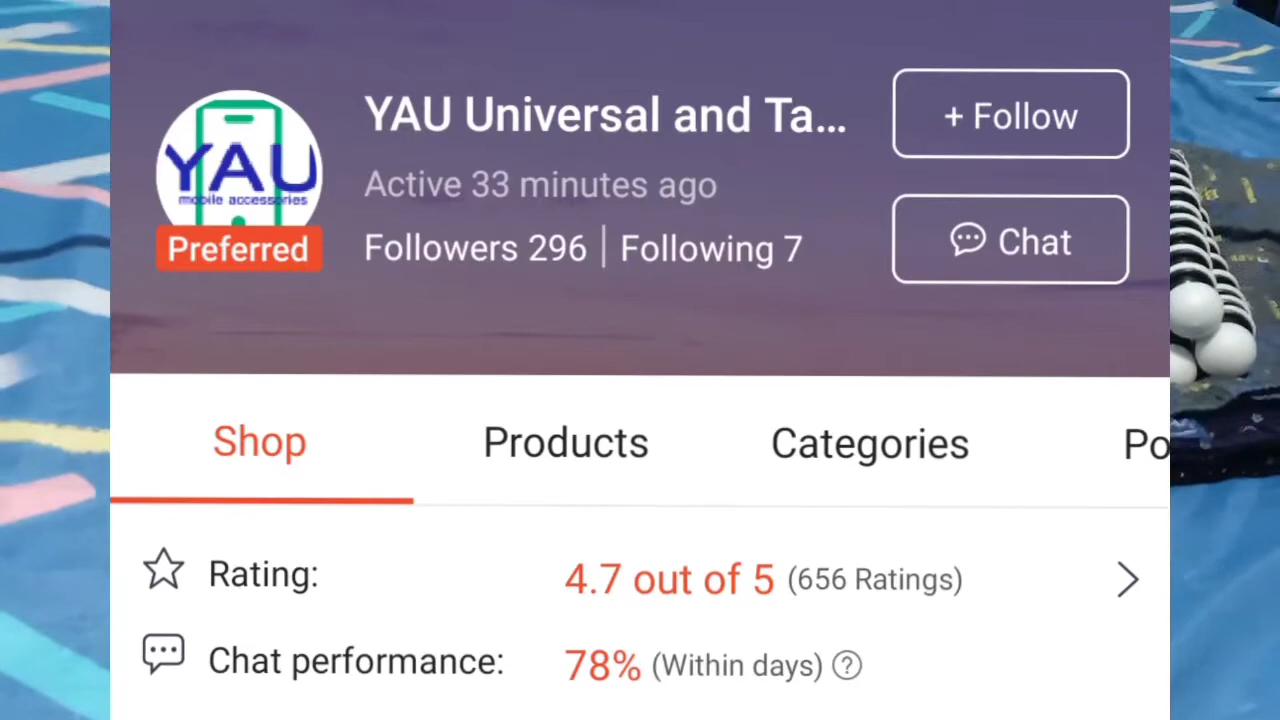 YAU Universal and Ta...
+ Follow
Active 33 minutes ago
YAU
mobile accessories
Preferred
Followers 296 | Following 7
Chat
Shop
Products
Categories
Po
Rating:
4.7 out of 5 (656 Ratings)
Chat performance:
78% (Within days) ?